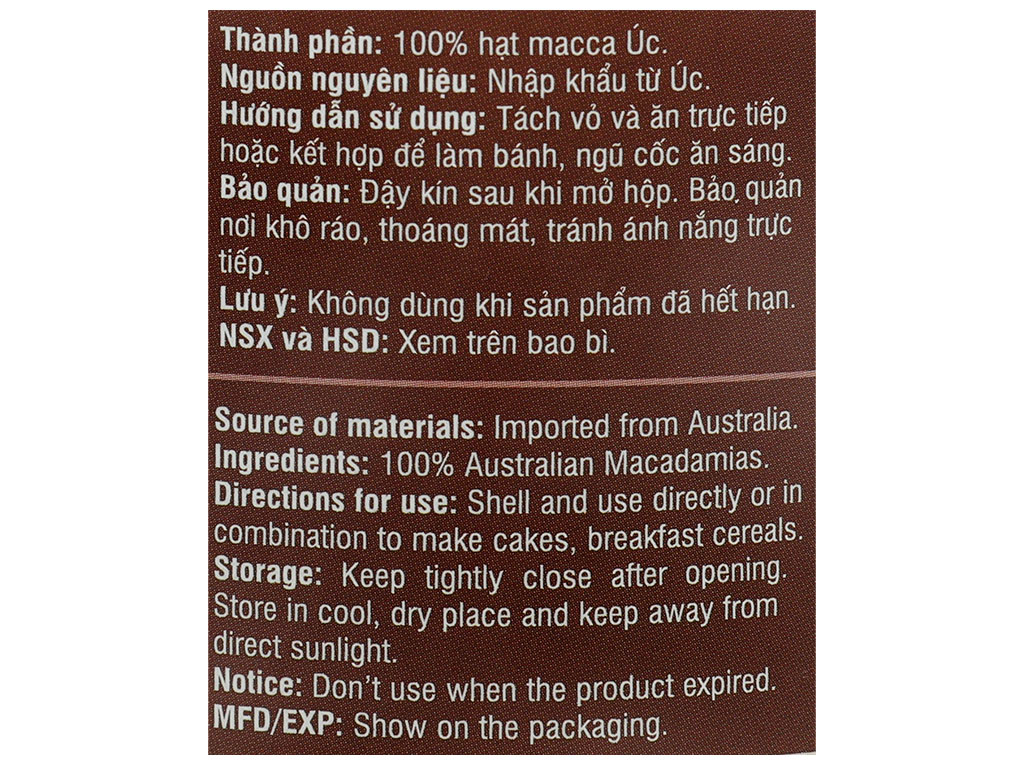 Thành phần: 100% hạt macca Úc.
Nguồn nguyên liệu: Nhập khẩu từ Úc.
Hướng dẫn sử dụng: Tách vỏ và ăn trực tiếp
hoặc kết hợp để làm bánh, ngũ cốc ăn sáng.
Bảo quản: Đậy kín sau khi mở hộp. Bảo quản
nơi khô ráo, thoáng mát, tránh ánh nắng trực
tiếp.
Lưu ý: Không dùng khi sản phẩm đã hết hạn.
NSX và HSD: Xem trên bao bì.
Source of materials: Imported from Australia.
Ingredients: 100% Australian Macadamias.
Directions for use: Shell and use directly or in
combination to make cakes, breakfast cereals.
Storage: Keep tightly close after opening.
Store in cool, dry place and keep away from
direct sunlight.
Notice: Don't use when the product expired.
MFD/EXP: Show on the packaging.